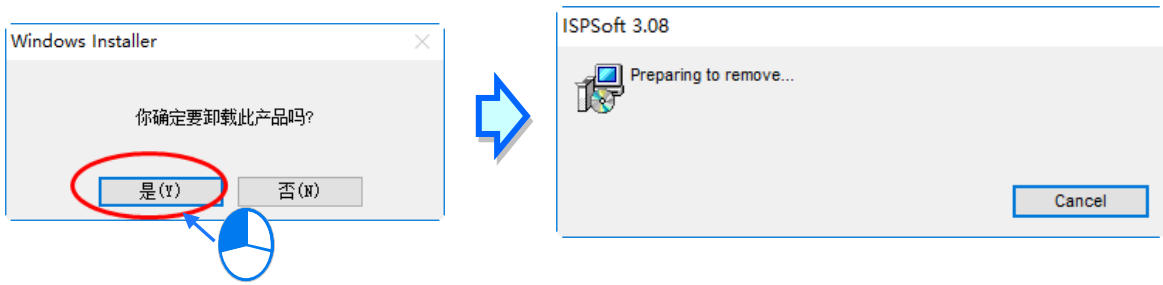 Windows Installer
你确定要卸载此产品吗?
是(Y)
否(N)
ISPSoft 3.08
Preparing to remove...
Cancel